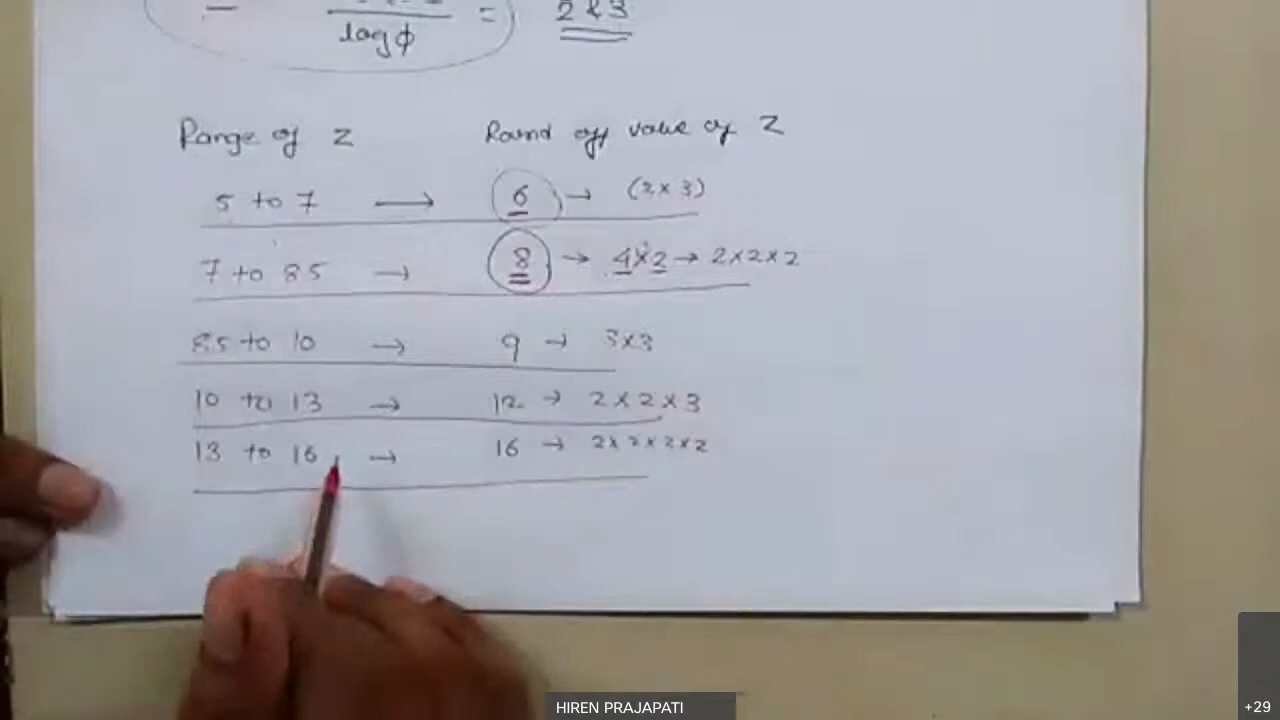 = 2 & 3
log φ
Range of Z Round off value of Z
5 to 7 → 6 → (2 x 3)
7 to 85 → 8 → 4 x 2 → 2 x 2 x 2
8.5 to 10 → 9 → 3 x 3
10 to 13 → 12 → 2 x 2 x 3
13 to 16 → 16 → 2 x 2 x 2 x 2
HIREN PRAJAPATI
+29